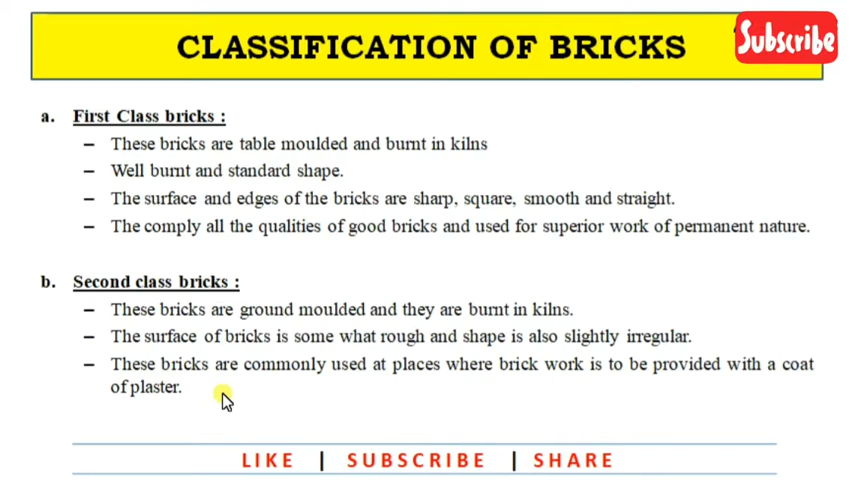 CLASSIFICATION OF BRICKS
Subscribe
a. First Class bricks :
– These bricks are table moulded and burnt in kilns
– Well burnt and standard shape.
– The surface and edges of the bricks are sharp, square, smooth and straight.
– The comply all the qualities of good bricks and used for superior work of permanent nature.
b. Second class bricks :
– These bricks are ground moulded and they are burnt in kilns.
– The surface of bricks is some what rough and shape is also slightly irregular.
– These bricks are commonly used at places where brick work is to be provided with a coat
of plaster.
LIKE | SUBSCRIBE | SHARE